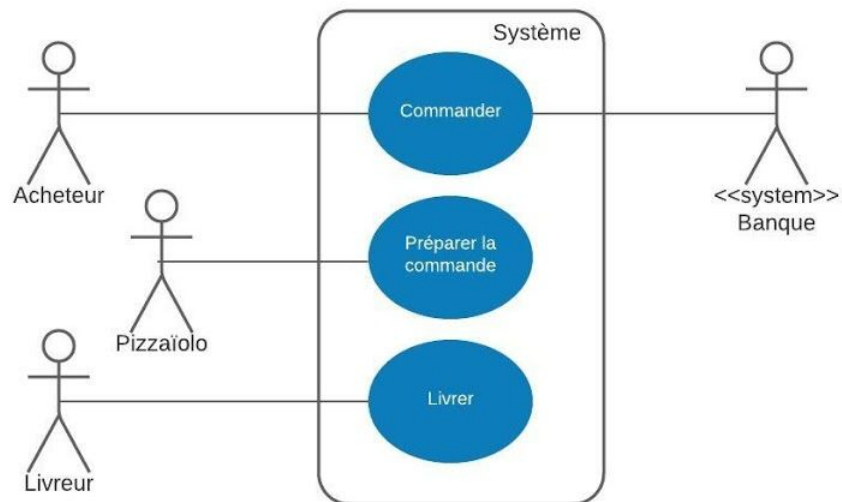 Système
Commander
Acheteur
<<system>>
Banque
Préparer la
commande
Pizzaïolo
Livrer
Livreur